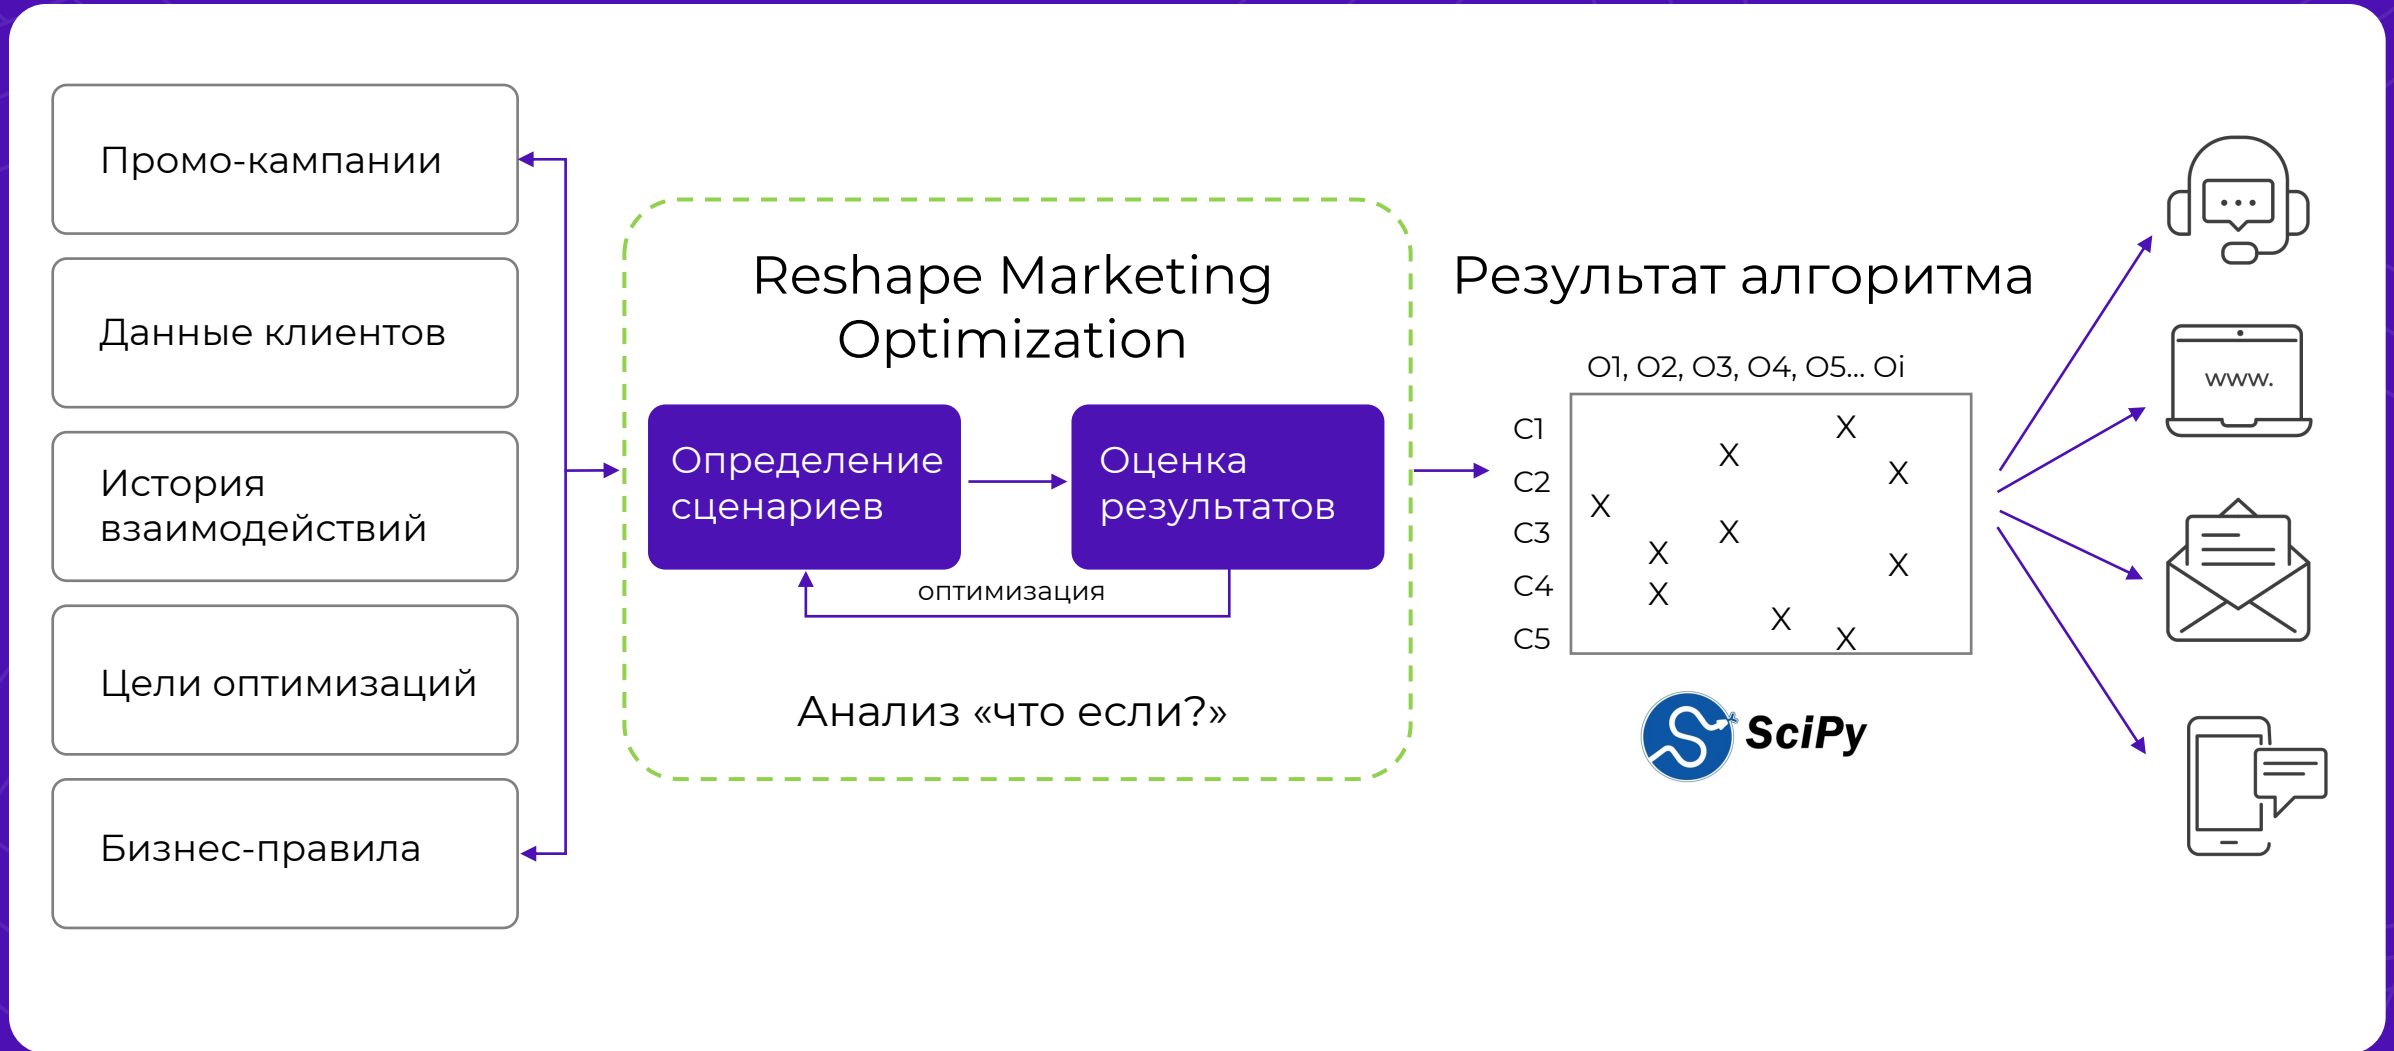 Промо-кампании
Данные клиентов
История
взаимодействий
Цели оптимизаций
Бизнес-правила
Reshape Marketing
Optimization
Определение
сценариев
Оценка
результатов
оптимизация
Анализ «что если?»
Результат алгоритма
O1, O2, O3, O4, O5... Oi
C1
C2
C3
C4
C5
X
X
X
X
X
X
X
X
X
X
SciPy
www.